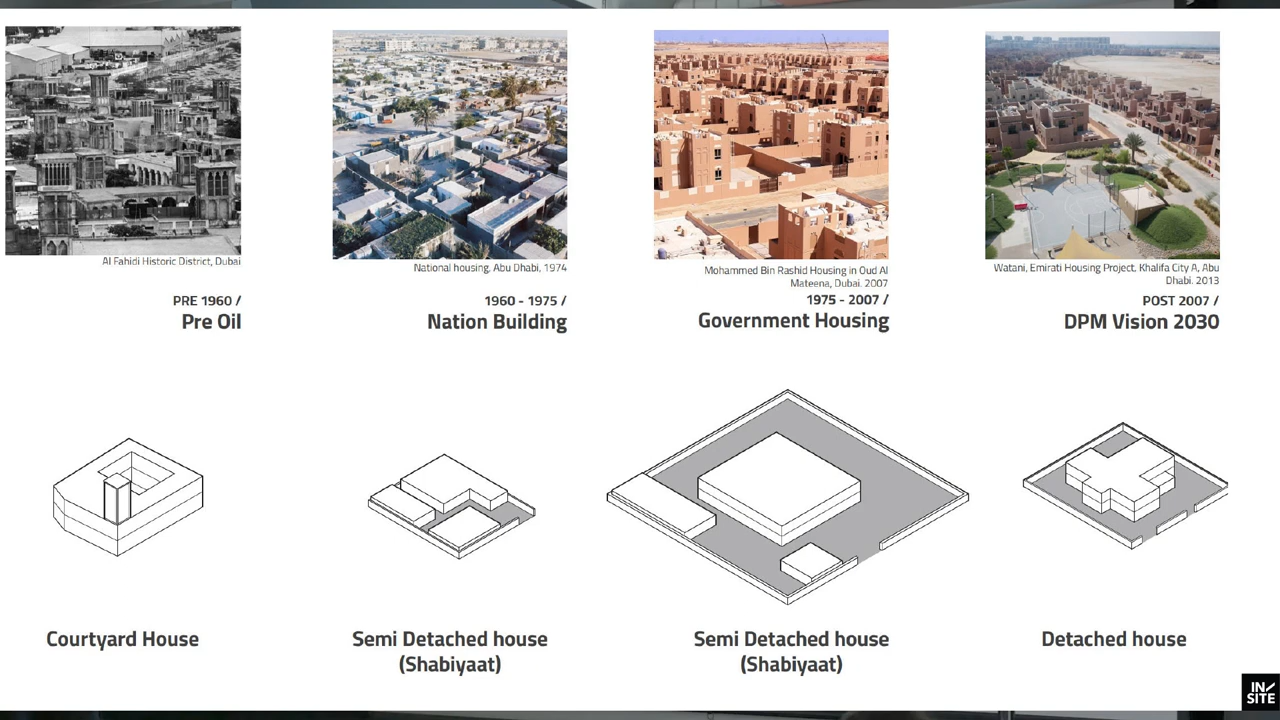 Al Fahidi Historic District, Dubai
PRE 1960 /
Pre Oil
National housing, Abu Dhabi, 1974
1960 - 1975 /
Nation Building
Mohammed Bin Rashid Housing in Oud Al
Mateena, Dubai. 2007
1975 - 2007 /
Government Housing
Watani, Emirati Housing Project, Khalifa City A, Abu
Dhabi. 2013
POST 2007 /
DPM Vision 2030
Courtyard House
Semi Detached house
(Shabiyaat)
Semi Detached house
(Shabiyaat)
Detached house
IN/
SITE